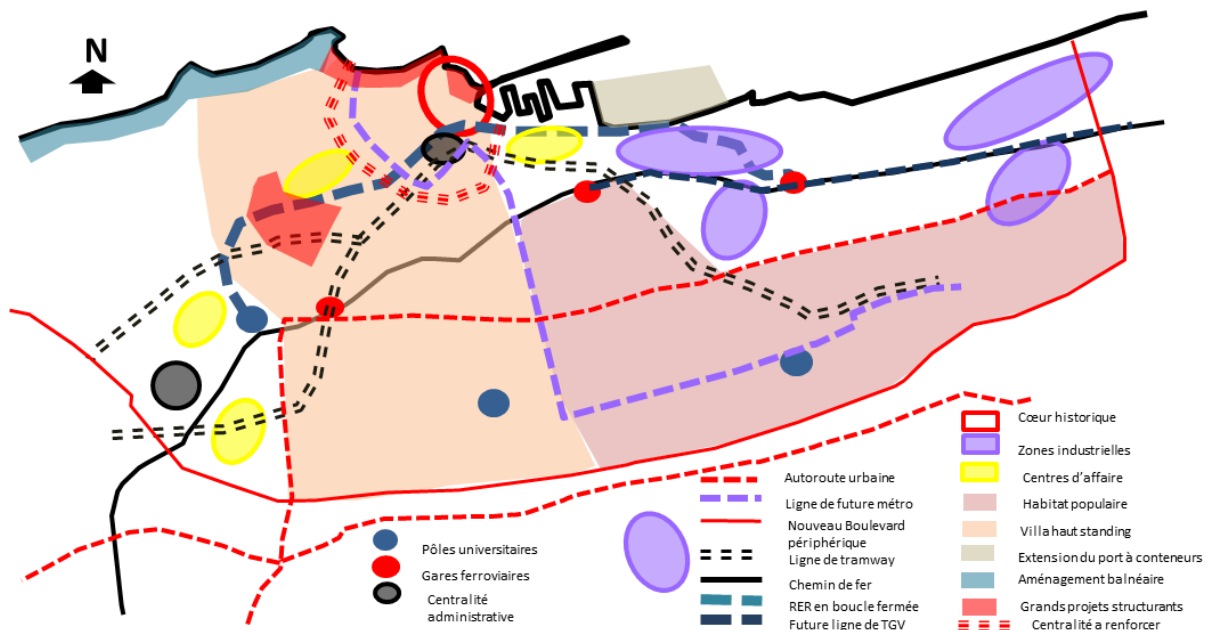 N
Pôles universitaires
Gares ferroviaires
Centralité
administrative
Autoroute urbaine
Ligne de future métro
Nouveau Boulevard
périphérique
Ligne de tramway
Chemin de fer
RER en boucle fermée
Future ligne de TGV
Cœur historique
Zones industrielles
Centres d'affaire
Habitat populaire
Villa haut standing
Extension du port à conteneurs
Aménagement balnéaire
Grands projets structurants
Centralité a renforcer